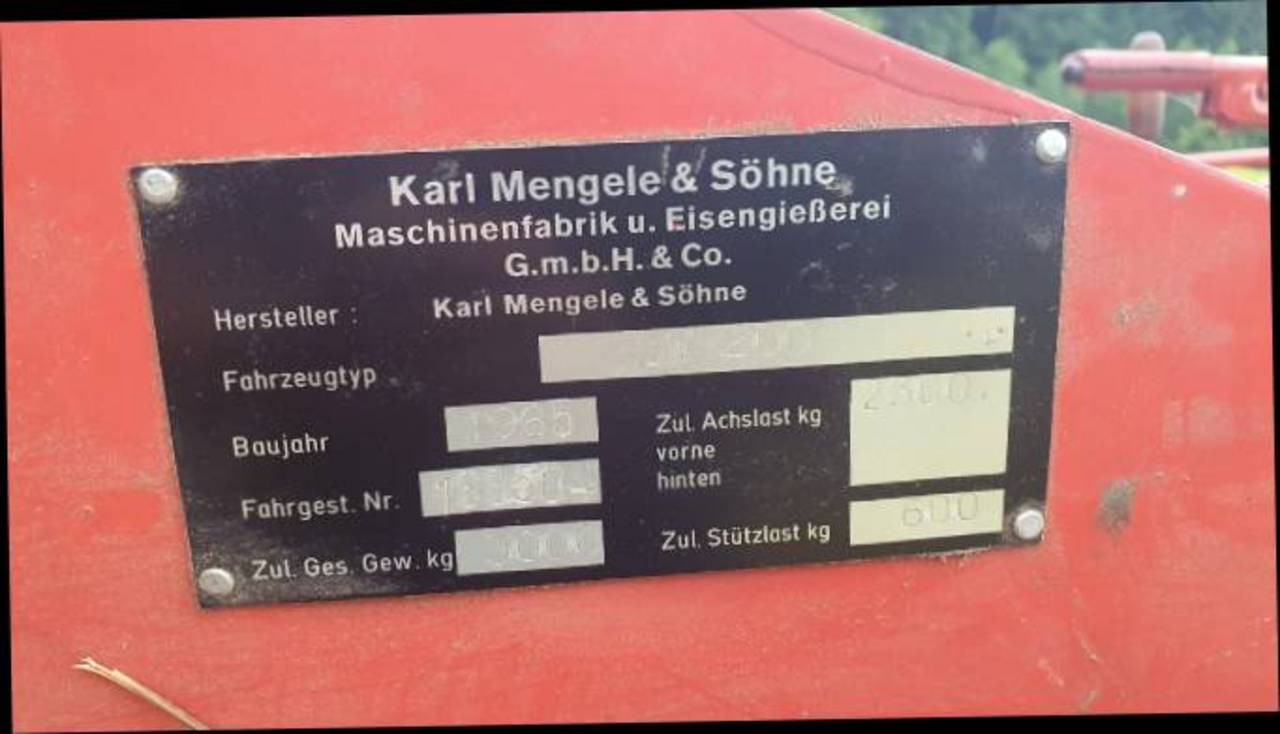 Karl Mengele & Söhne
Maschinenfabrik u. Eisengießerei
G.m.b.H. & Co.
Hersteller : Karl Mengele & Söhne
Fahrzeugtyp
Baujahr 1965
Fahrgest. Nr.
Zul. Ges. Gew. kg
Zul. Achslast kg
vorne
hinten
Zul. Stützlast kg 600